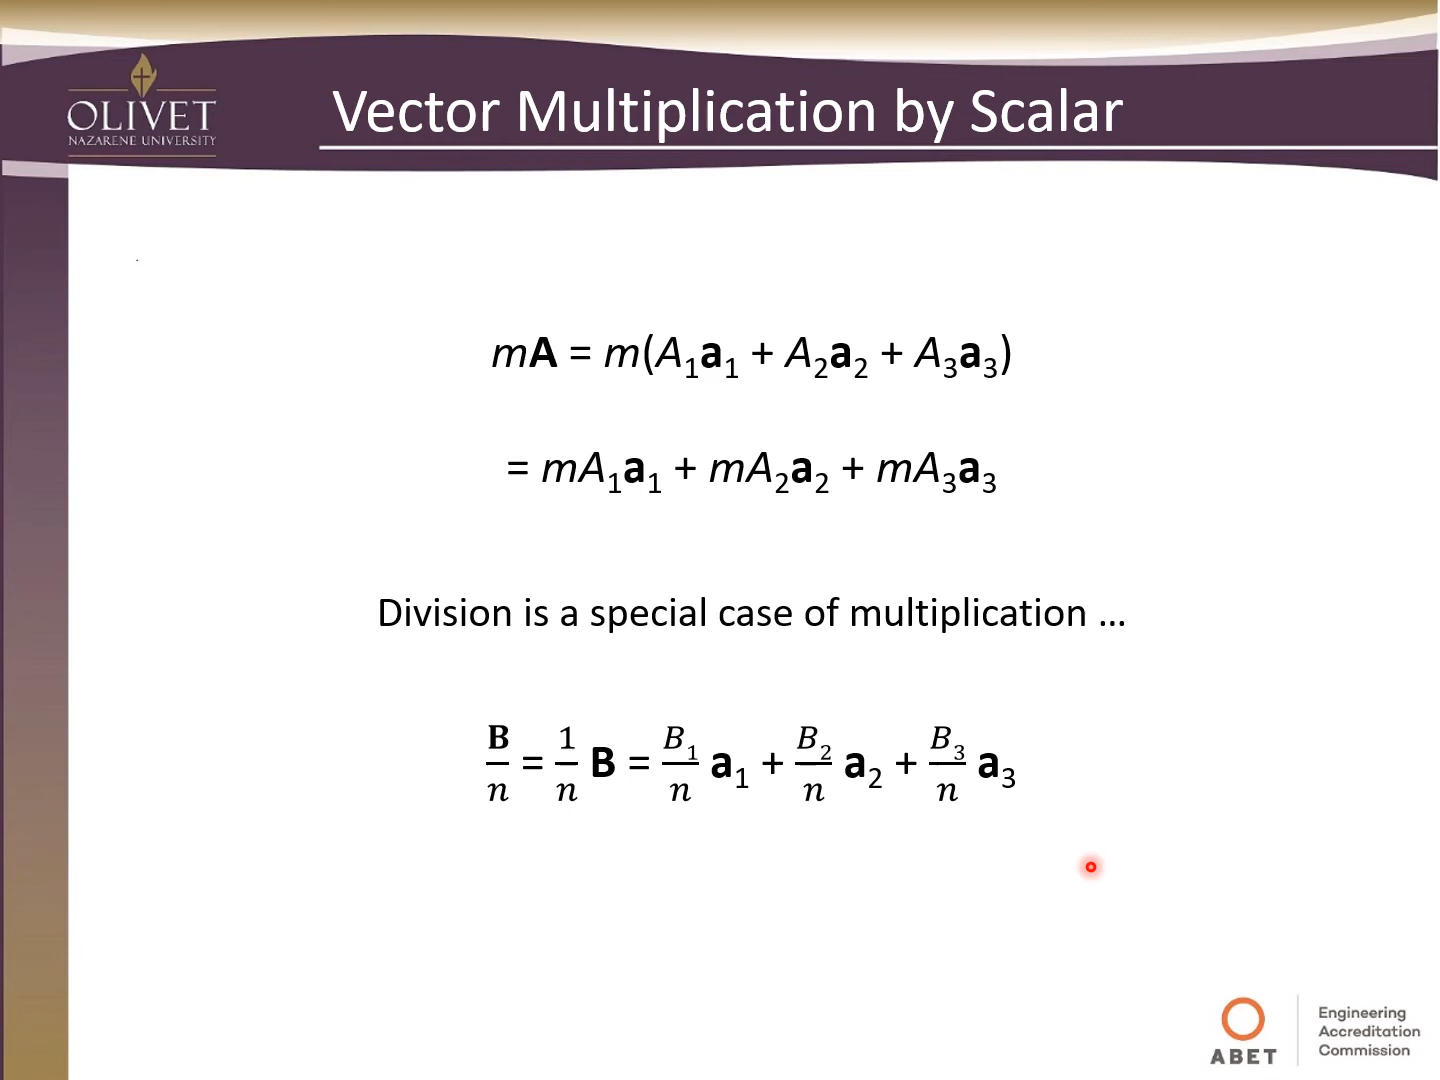 OLIVET
NAZARENE UNIVERSITY
Vector Multiplication by Scalar
mA = m(A₁a₁ + A₂a₂ + A₃a₃)
= mA₁a₁ + mA₂a₂ + mA₃a₃
Division is a special case of multiplication ...
B/n = 1/n B = B₁/n a₁ + B₂/n a₂ + B₃/n a₃
ABET
Engineering
Accreditation
Commission